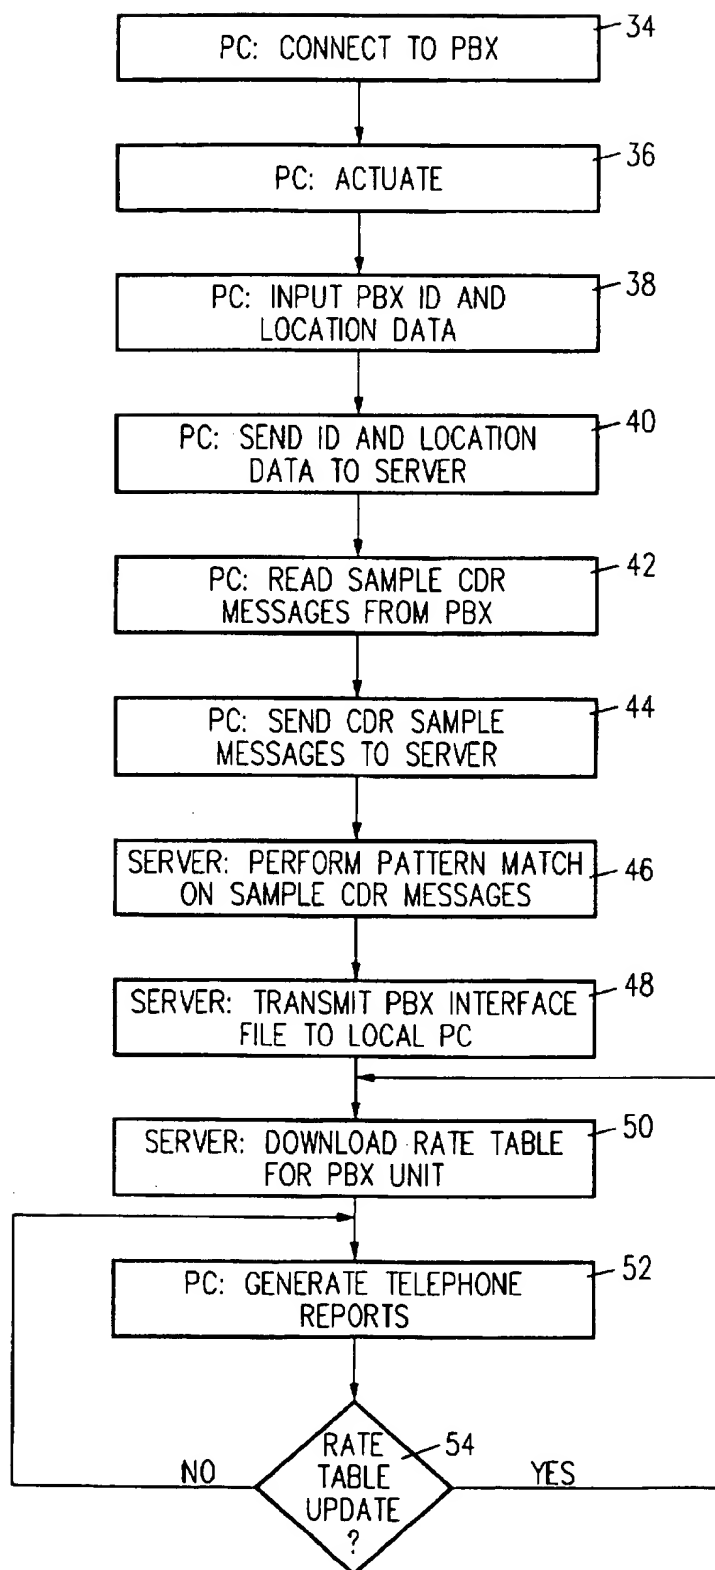 34
PC: CONNECT TO PBX
36
PC: ACTUATE
38
PC: INPUT PBX ID AND
LOCATION DATA
40
PC: SEND ID AND LOCATION
DATA TO SERVER
42
PC: READ SAMPLE CDR
MESSAGES FROM PBX
44
PC: SEND CDR SAMPLE
MESSAGES TO SERVER
SERVER: PERFORM PATTERN MATCH
ON SAMPLE CDR MESSAGES
46
48
SERVER: TRANSMIT PBX INTERFACE
FILE TO LOCAL PC
50
SERVER: DOWNLOAD RATE TABLE
FOR PBX UNIT
52
PC: GENERATE TELEPHONE
REPORTS
54
RATE
TABLE
UPDATE
?
NO
YES